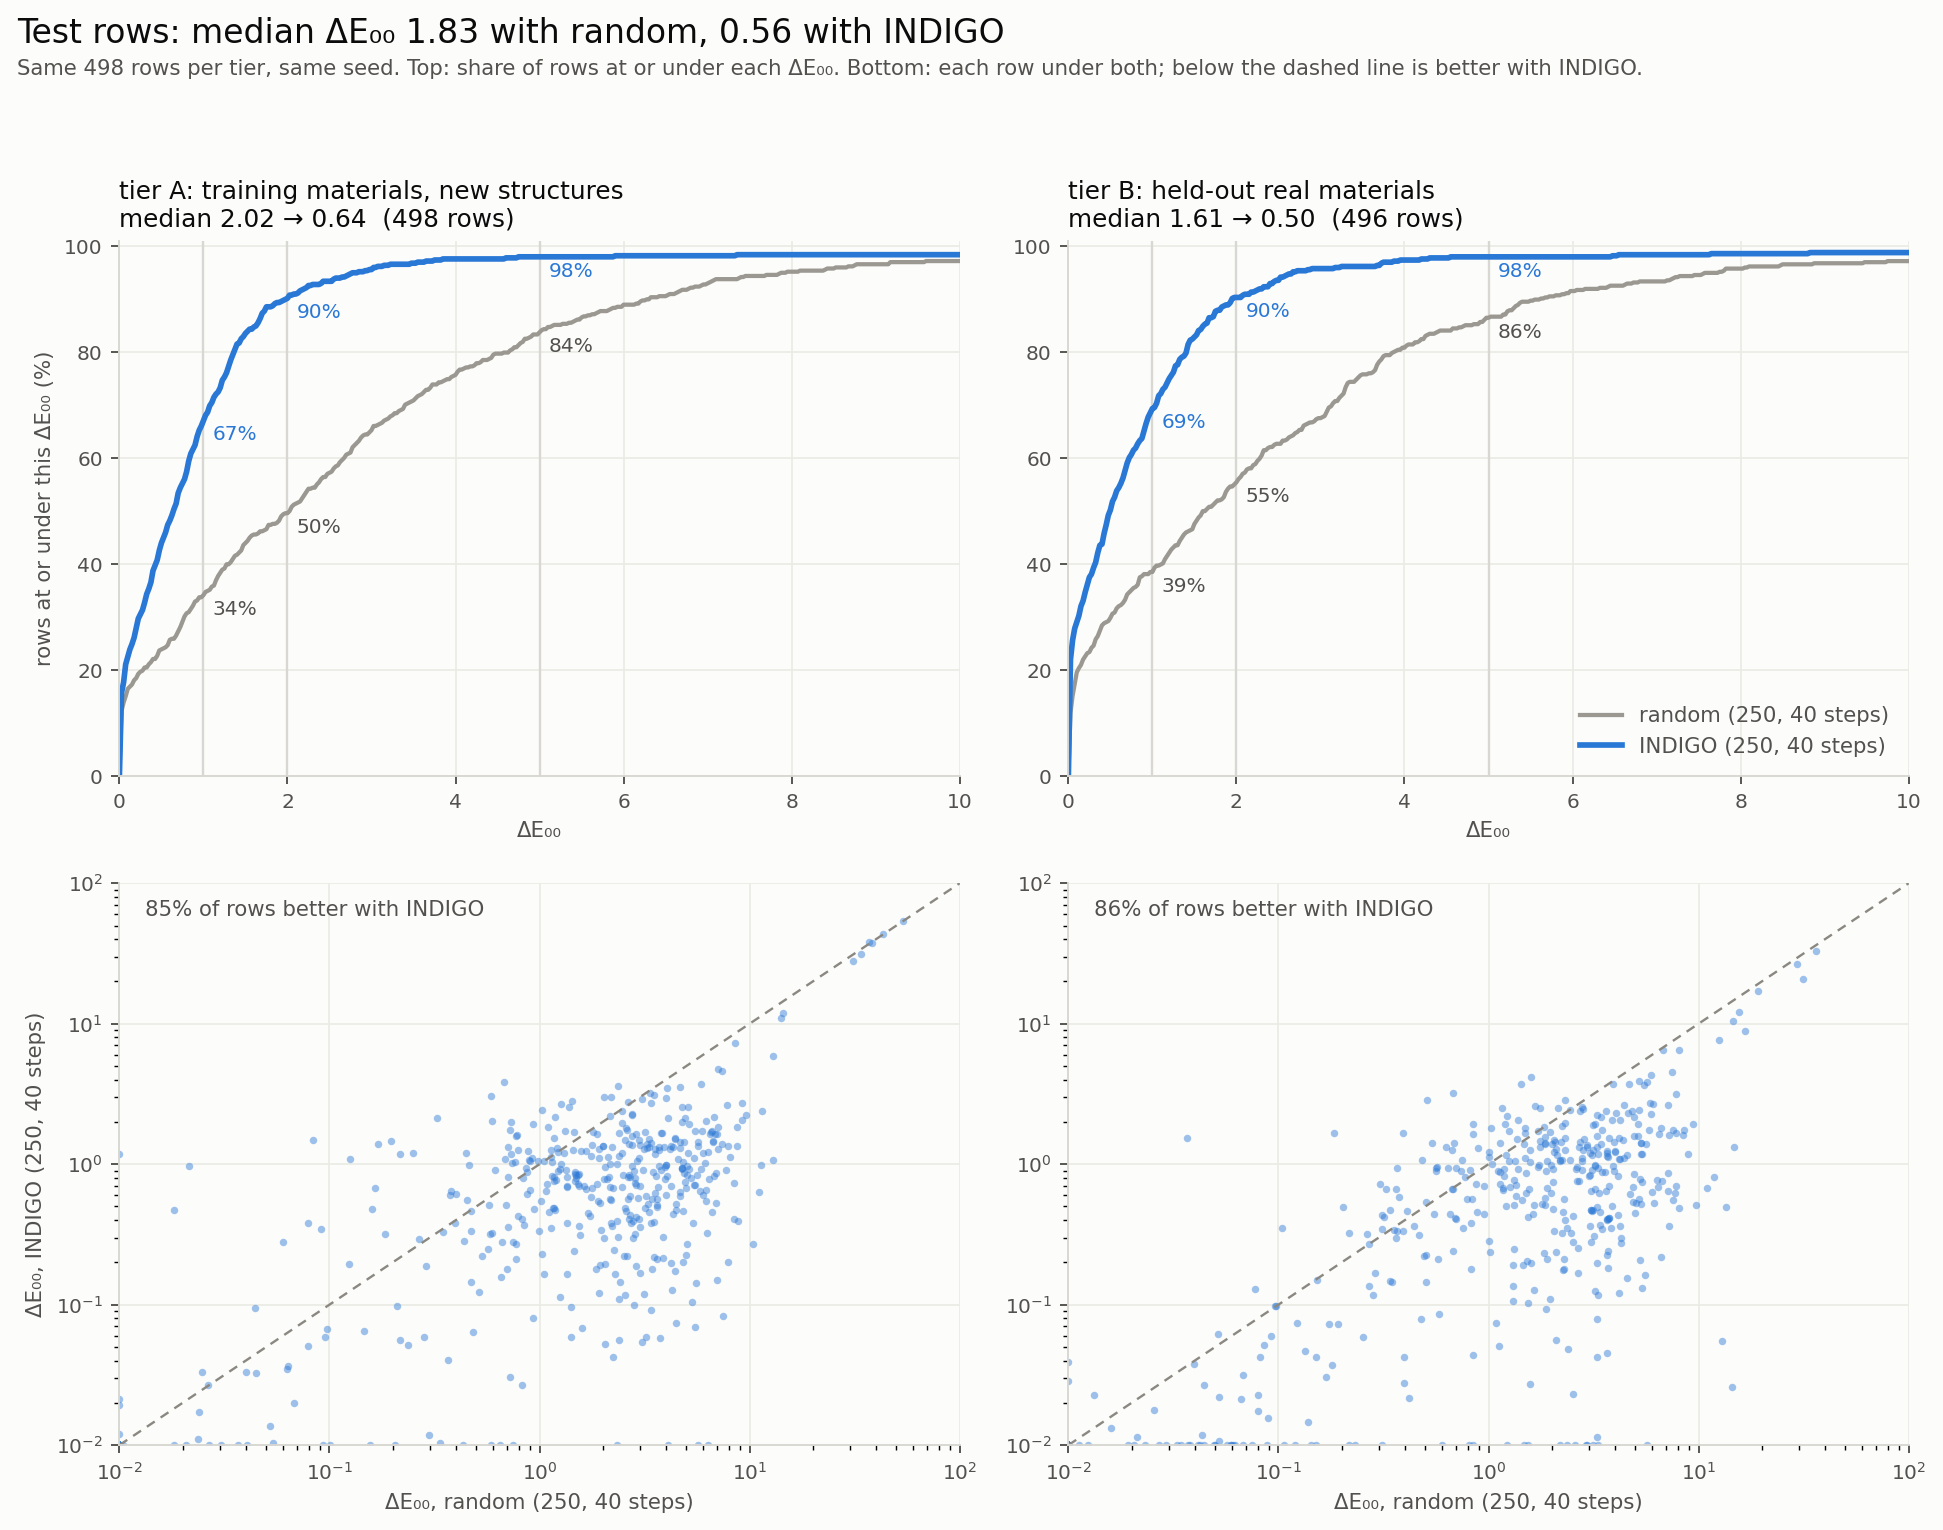 Test rows: median ΔE₀₀ 1.83 with random, 0.56 with INDIGO
Same 498 rows per tier, same seed. Top: share of rows at or under each ΔE₀₀. Bottom: each row under both; below the dashed line is better with INDIGO.
tier A: training materials, new structures
median 2.02 → 0.64 (498 rows)
100
80
60
40
20
0
rows at or under this ΔE₀₀ (%)
98%
90%
84%
67%
50%
34%
0 2 4 6 8 10
ΔE₀₀
tier B: held-out real materials
median 1.61 → 0.50 (496 rows)
100
80
60
40
20
0
98%
90%
86%
69%
55%
39%
random (250, 40 steps)
INDIGO (250, 40 steps)
0 2 4 6 8 10
ΔE₀₀
85% of rows better with INDIGO
10²
10¹
10⁰
10⁻¹
10⁻²
ΔE₀₀, INDIGO (250, 40 steps)
10⁻² 10⁻¹ 10⁰ 10¹ 10²
ΔE₀₀, random (250, 40 steps)
86% of rows better with INDIGO
10²
10¹
10⁰
10⁻¹
10⁻²
10⁻² 10⁻¹ 10⁰ 10¹ 10²
ΔE₀₀, random (250, 40 steps)